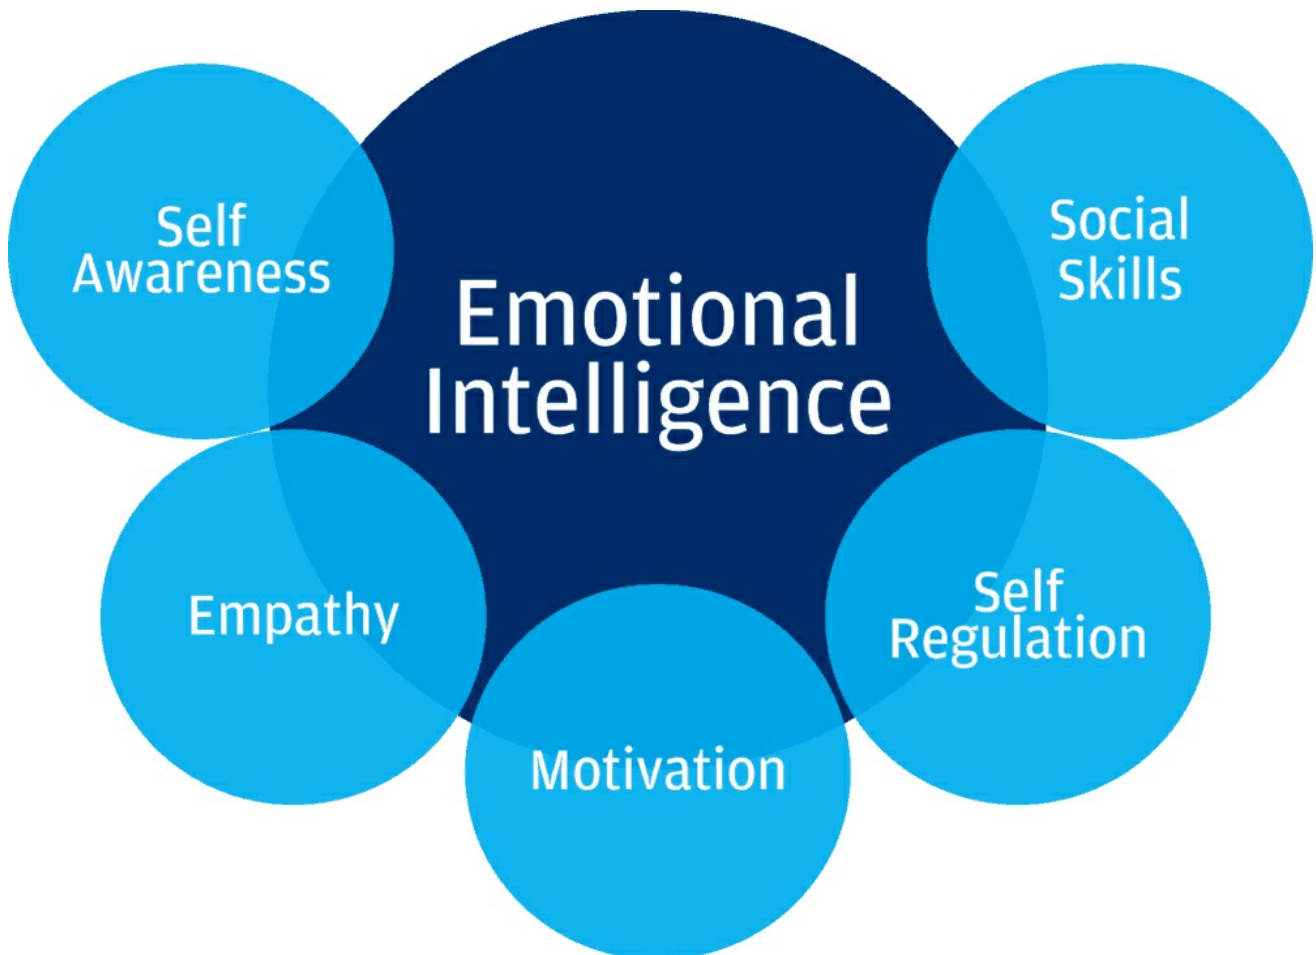 Emotional
Intelligence
Self
Awareness
Empathy
Motivation
Self
Regulation
Social
Skills